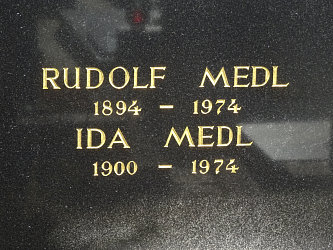 RUDOLF MEDL
1894 – 1974
IDA MEDL
1900 – 1974